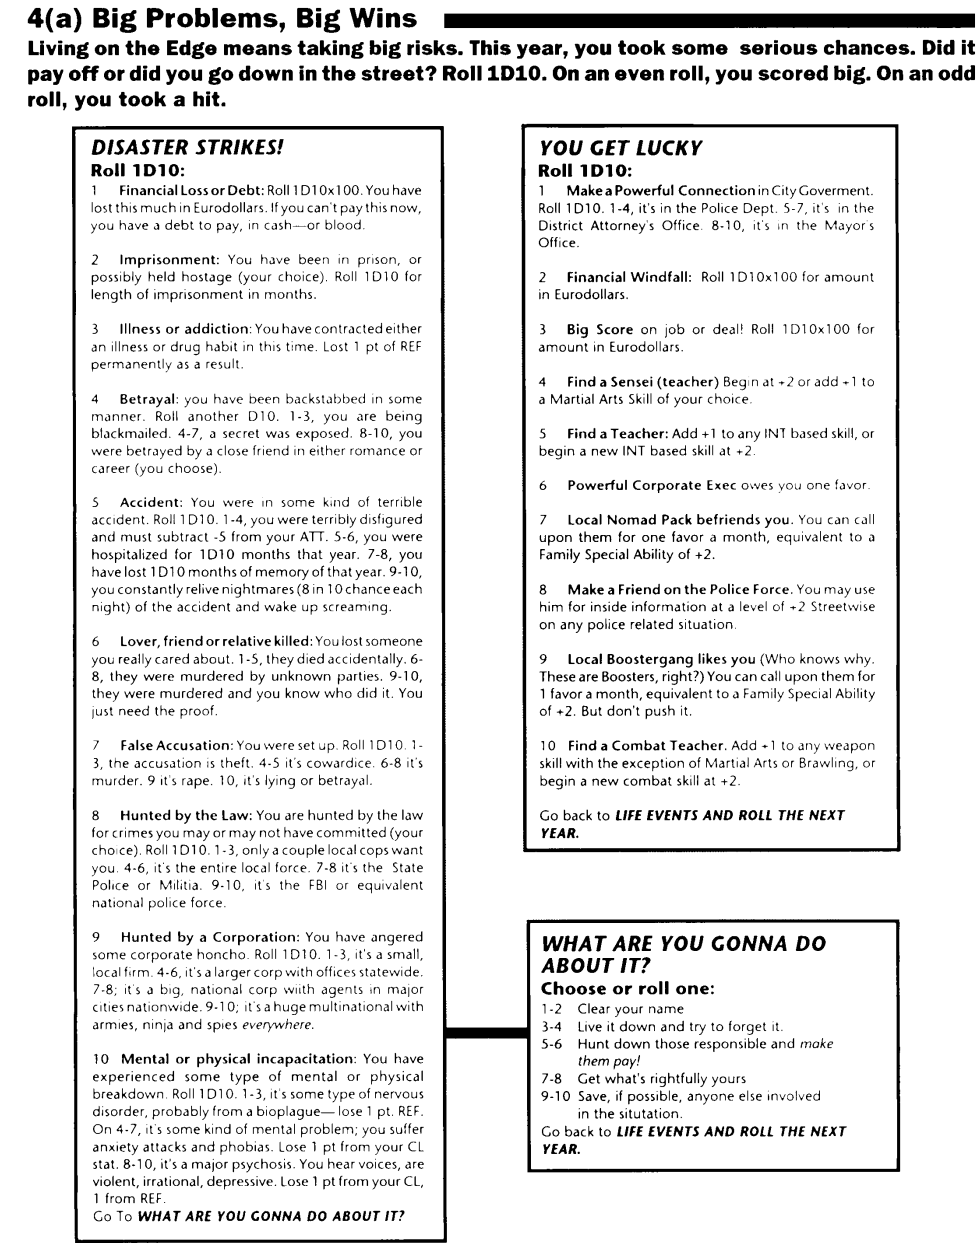 4(a) Big Problems, Big Wins
Living on the Edge means taking big risks. This year, you took some serious chances. Did it
pay off or did you go down in the street? Roll 1D10. On an even roll, you scored big. On an odd
roll, you took a hit.
DISASTER STRIKES!
Roll 1D10:
1 Financial Loss or Debt: Roll 1D10x100. You have
lost this much in Eurodollars. If you can't pay this now,
you have a debt to pay, in cash—or blood.
2 Imprisonment: You have been in prison, or
possibly held hostage (your choice). Roll 1D10 for
length of imprisonment in months.
3 Illness or addiction: You have contracted either
an illness or drug habit in this time. Lost 1 pt of REF
permanently as a result.
4 Betrayal: you have been backstabbed in some
manner. Roll another D10. 1-3, you are being
blackmailed. 4-7, a secret was exposed. 8-10, you
were betrayed by a close friend in either romance or
career (you choose).
5 Accident: You were in some kind of terrible
accident. Roll 1D10. 1-4, you were terribly disfigured
and must subtract -5 from your ATT. 5-6, you were
hospitalized for 1D10 months that year. 7-8, you
have lost 1D10 months of memory of that year. 9-10,
you constantly relive nightmares (8 in 10 chance each
night) of the accident and wake up screaming.
6 Lover, friend or relative killed: You lost someone
you really cared about. 1-5, they died accidentally. 6-
8, they were murdered by unknown parties. 9-10,
they were murdered and you know who did it. You
just need the proof.
7 False Accusation: You were set up. Roll 1D10. 1-
3, the accusation is theft. 4-5 it's cowardice. 6-8 it's
murder. 9 it's rape. 10, it's lying or betrayal.
8 Hunted by the Law: You are hunted by the law
for crimes you may or may not have committed (your
choice). Roll 1D10. 1-3, only a couple local cops want
you. 4-6, it's the entire local force. 7-8 it's the State
Police or Militia. 9-10, it's the FBI or equivalent
national police force.
9 Hunted by a Corporation: You have angered
some corporate honcho. Roll 1D10. 1-3, it's a small,
local firm. 4-6, it's a larger corp with offices statewide.
7-8; it's a big, national corp wiith agents in major
cities nationwide. 9-10; it's a huge multinational with
armies, ninja and spies everywhere.
10 Mental or physical incapacitation: You have
experienced some type of mental or physical
breakdown. Roll 1D10. 1-3, it's some type of nervous
disorder, probably from a bioplague— lose 1 pt. REF.
On 4-7, it's some kind of mental problem; you suffer
anxiety attacks and phobias. Lose 1 pt from your CL
stat. 8-10, it's a major psychosis. You hear voices, are
violent, irrational, depressive. Lose 1 pt from your CL,
1 from REF.
Go To WHAT ARE YOU GONNA DO ABOUT IT?
YOU GET LUCKY
Roll 1D10:
1 Make a Powerful Connection in City Goverment.
Roll 1D10. 1-4, it's in the Police Dept. 5-7, it's in the
District Attorney's Office. 8-10, it's in the Mayor's
Office.
2 Financial Windfall: Roll 1D10x100 for amount
in Eurodollars.
3 Big Score on job or deal! Roll 1D10x100 for
amount in Eurodollars.
4 Find a Sensei (teacher) Begin at +2 or add +1 to
a Martial Arts Skill of your choice.
5 Find a Teacher: Add +1 to any INT based skill, or
begin a new INT based skill at +2.
6 Powerful Corporate Exec owes you one favor.
7 Local Nomad Pack befriends you. You can call
upon them for one favor a month, equivalent to a
Family Special Ability of +2.
8 Make a Friend on the Police Force. You may use
him for inside information at a level of +2 Streetwise
on any police related situation.
9 Local Boostergang likes you (Who knows why.
These are Boosters, right?) You can call upon them for
1 favor a month, equivalent to a Family Special Ability
of +2. But don't push it.
10 Find a Combat Teacher. Add +1 to any weapon
skill with the exception of Martial Arts or Brawling, or
begin a new combat skill at +2.
Go back to LIFE EVENTS AND ROLL THE NEXT
YEAR.
WHAT ARE YOU GONNA DO
ABOUT IT?
Choose or roll one:
1-2 Clear your name
3-4 Live it down and try to forget it.
5-6 Hunt down those responsible and make
them pay!
7-8 Get what's rightfully yours
9-10 Save, if possible, anyone else involved
in the situtation.
Go back to LIFE EVENTS AND ROLL THE NEXT
YEAR.